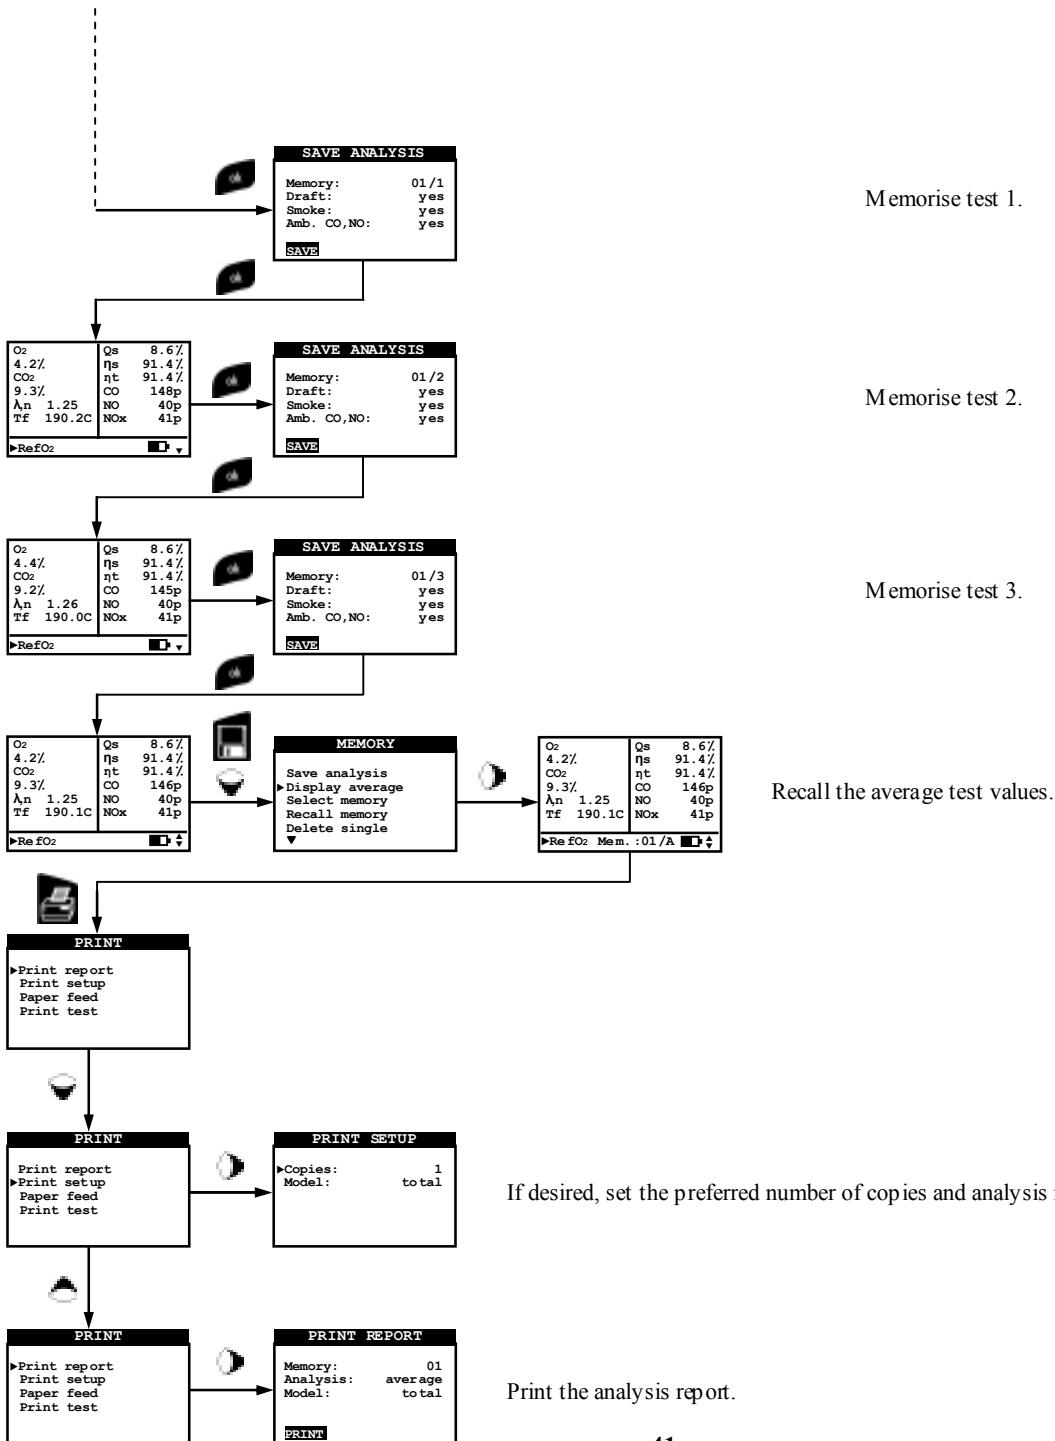 ok
SAVE ANALYSIS
Memory: 01/1
Draft: yes
Smoke: yes
Amb. CO,NO: yes
SAVE
Memorise test 1.
ok
O2 Qs 8.6%
4.2% ηs 91.4%
CO2 ηt 91.4%
9.3% CO 148p
λ,n 1.25 NO 40p
Tf 190.2C NOx 41p
▶RefO2
ok
SAVE ANALYSIS
Memory: 01/2
Draft: yes
Smoke: yes
Amb. CO,NO: yes
SAVE
Memorise test 2.
ok
O2 Qs 8.6%
4.4% ηs 91.4%
CO2 ηt 91.4%
9.2% CO 145p
λ,n 1.26 NO 40p
Tf 190.0C NOx 41p
▶RefO2
ok
SAVE ANALYSIS
Memory: 01/3
Draft: yes
Smoke: yes
Amb. CO,NO: yes
SAVE
Memorise test 3.
ok
O2 Qs 8.6%
4.2% ηs 91.4%
CO2 ηt 91.4%
9.3% CO 146p
λ,n 1.25 NO 40p
Tf 190.1C NOx 41p
▶RefO2
MEMORY
Save analysis
▶Display average
Select memory
Recall memory
Delete single
▼
O2 Qs 8.6%
4.2% ηs 91.4%
CO2 ηt 91.4%
9.3% CO 146p
λ,n 1.25 NO 40p
Tf 190.1C NOx 41p
▶RefO2 Mem.:01/A
Recall the average test values.
PRINT
▶Print report
Print setup
Paper feed
Print test
PRINT
Print report
▶Print setup
Paper feed
Print test
PRINT SETUP
▶Copies: 1
Model: total
If desired, set the preferred number of copies and analysis
PRINT
▶Print report
Print setup
Paper feed
Print test
PRINT REPORT
Memory: 01
Analysis: average
Model: total
PRINT
Print the analysis report.
41